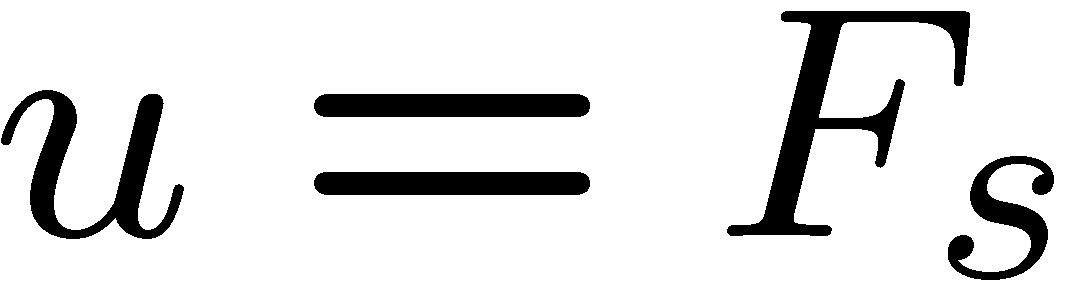 u = F_s